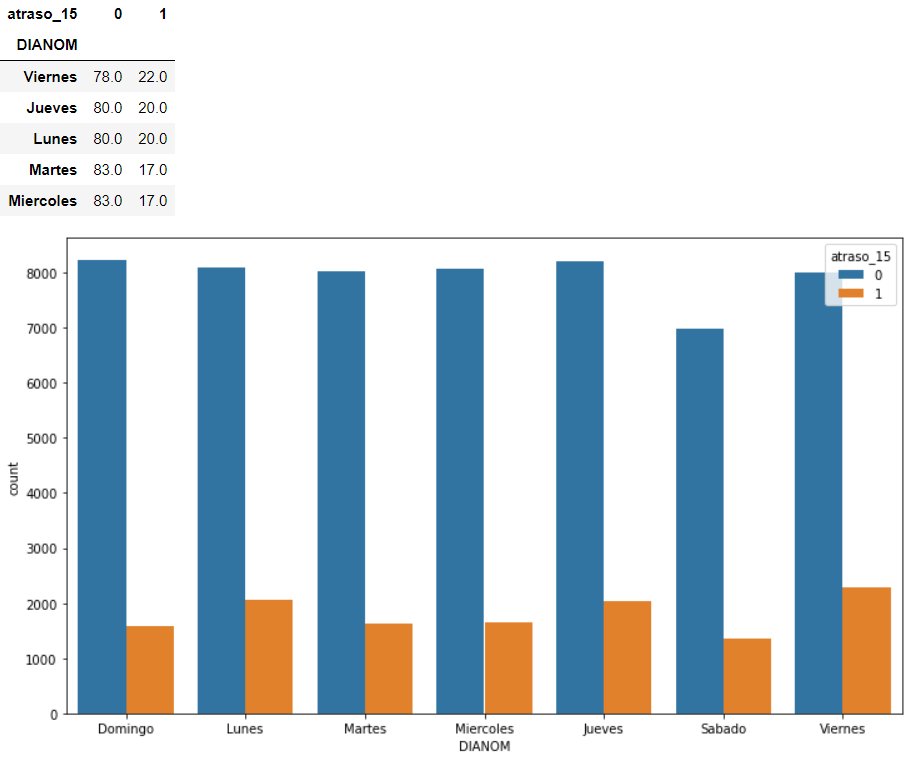 atraso_15 0 1
DIANOM
Viernes 78.0 22.0
Jueves 80.0 20.0
Lunes 80.0 20.0
Martes 83.0 17.0
Miercoles 83.0 17.0
atraso_15
0
1
8000
7000
6000
5000
4000
3000
2000
1000
0
count
Domingo Lunes Martes Miercoles Jueves Sabado Viernes
DIANOM